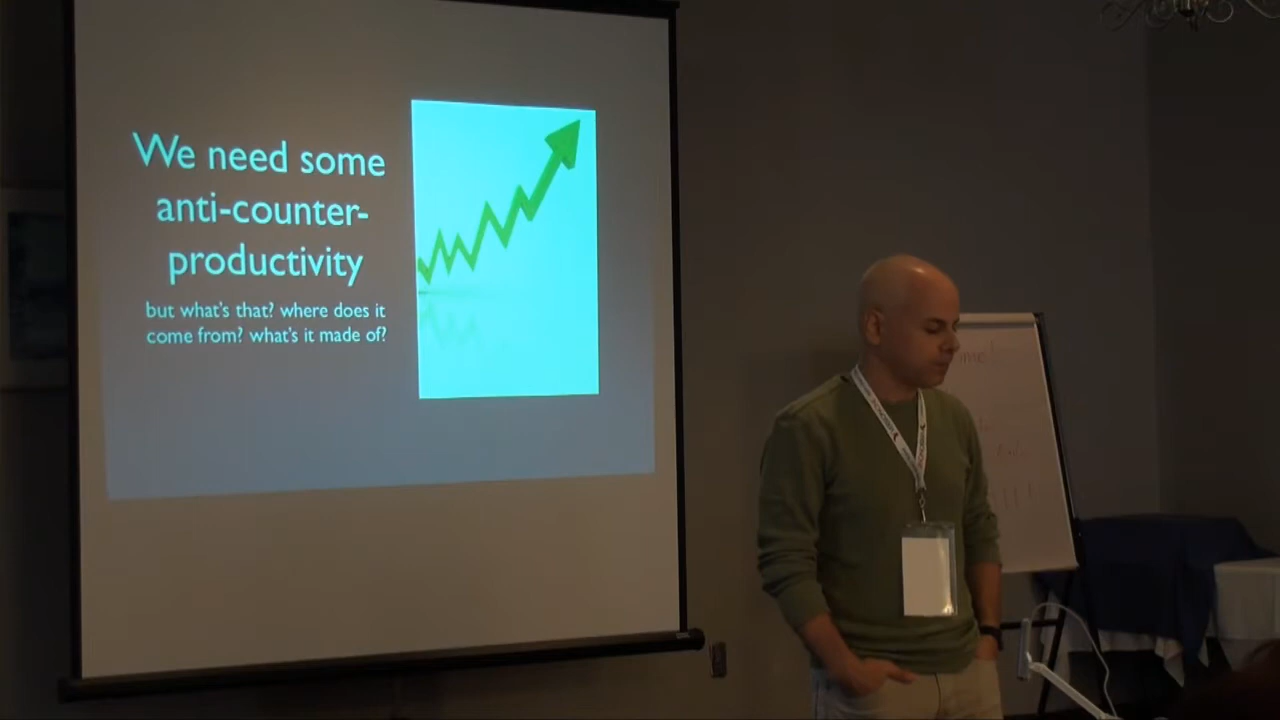 We need some
anti-counter-
productivity
but what's that? where does it
come from? what's it made of?